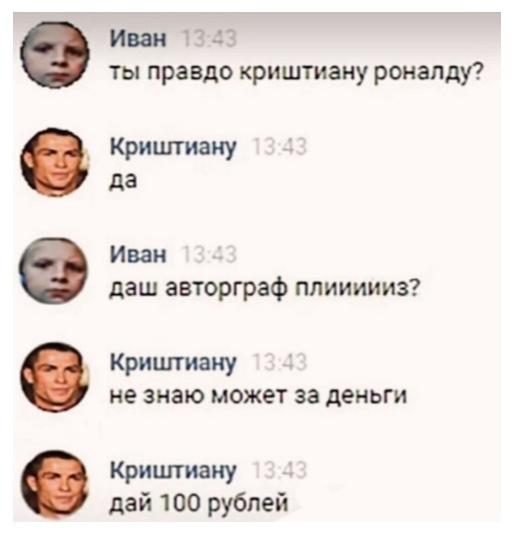 Иван 13:43
ты правдо криштиану роналду?
Криштиану 13:43
да
Иван 13:43
даш авторграф плииииииз?
Криштиану 13:43
не знаю может за деньги
Криштиану 13:43
дай 100 рублей